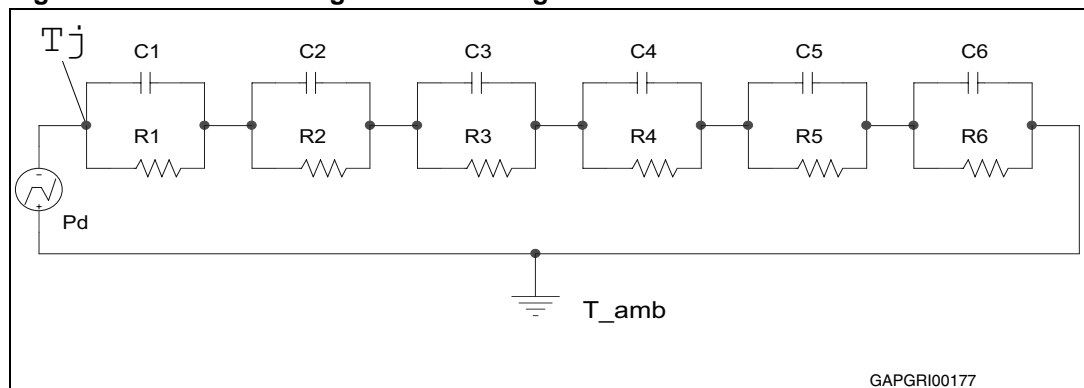 Tj
C1 C2 C3 C4 C5 C6
R1 R2 R3 R4 R5 R6
Pd
T_amb
GAPGRI00177